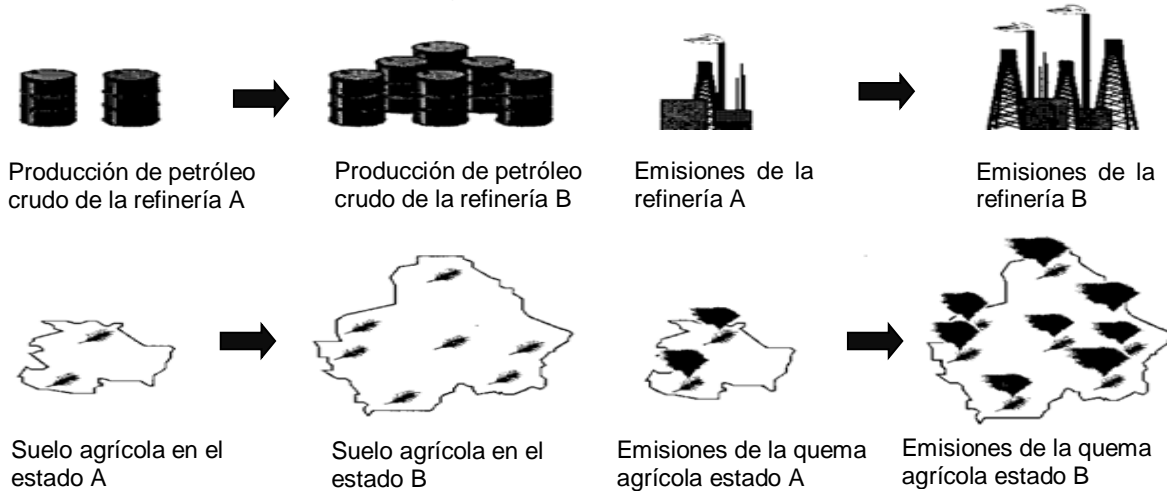 Producción de petróleo
crudo de la refinería A
Producción de petróleo
crudo de la refinería B
Emisiones de la
refinería A
Emisiones de la
refinería B
Suelo agrícola en el
estado A
Suelo agrícola en el
estado B
Emisiones de la quema
agrícola estado A
Emisiones de la quema
agrícola estado B